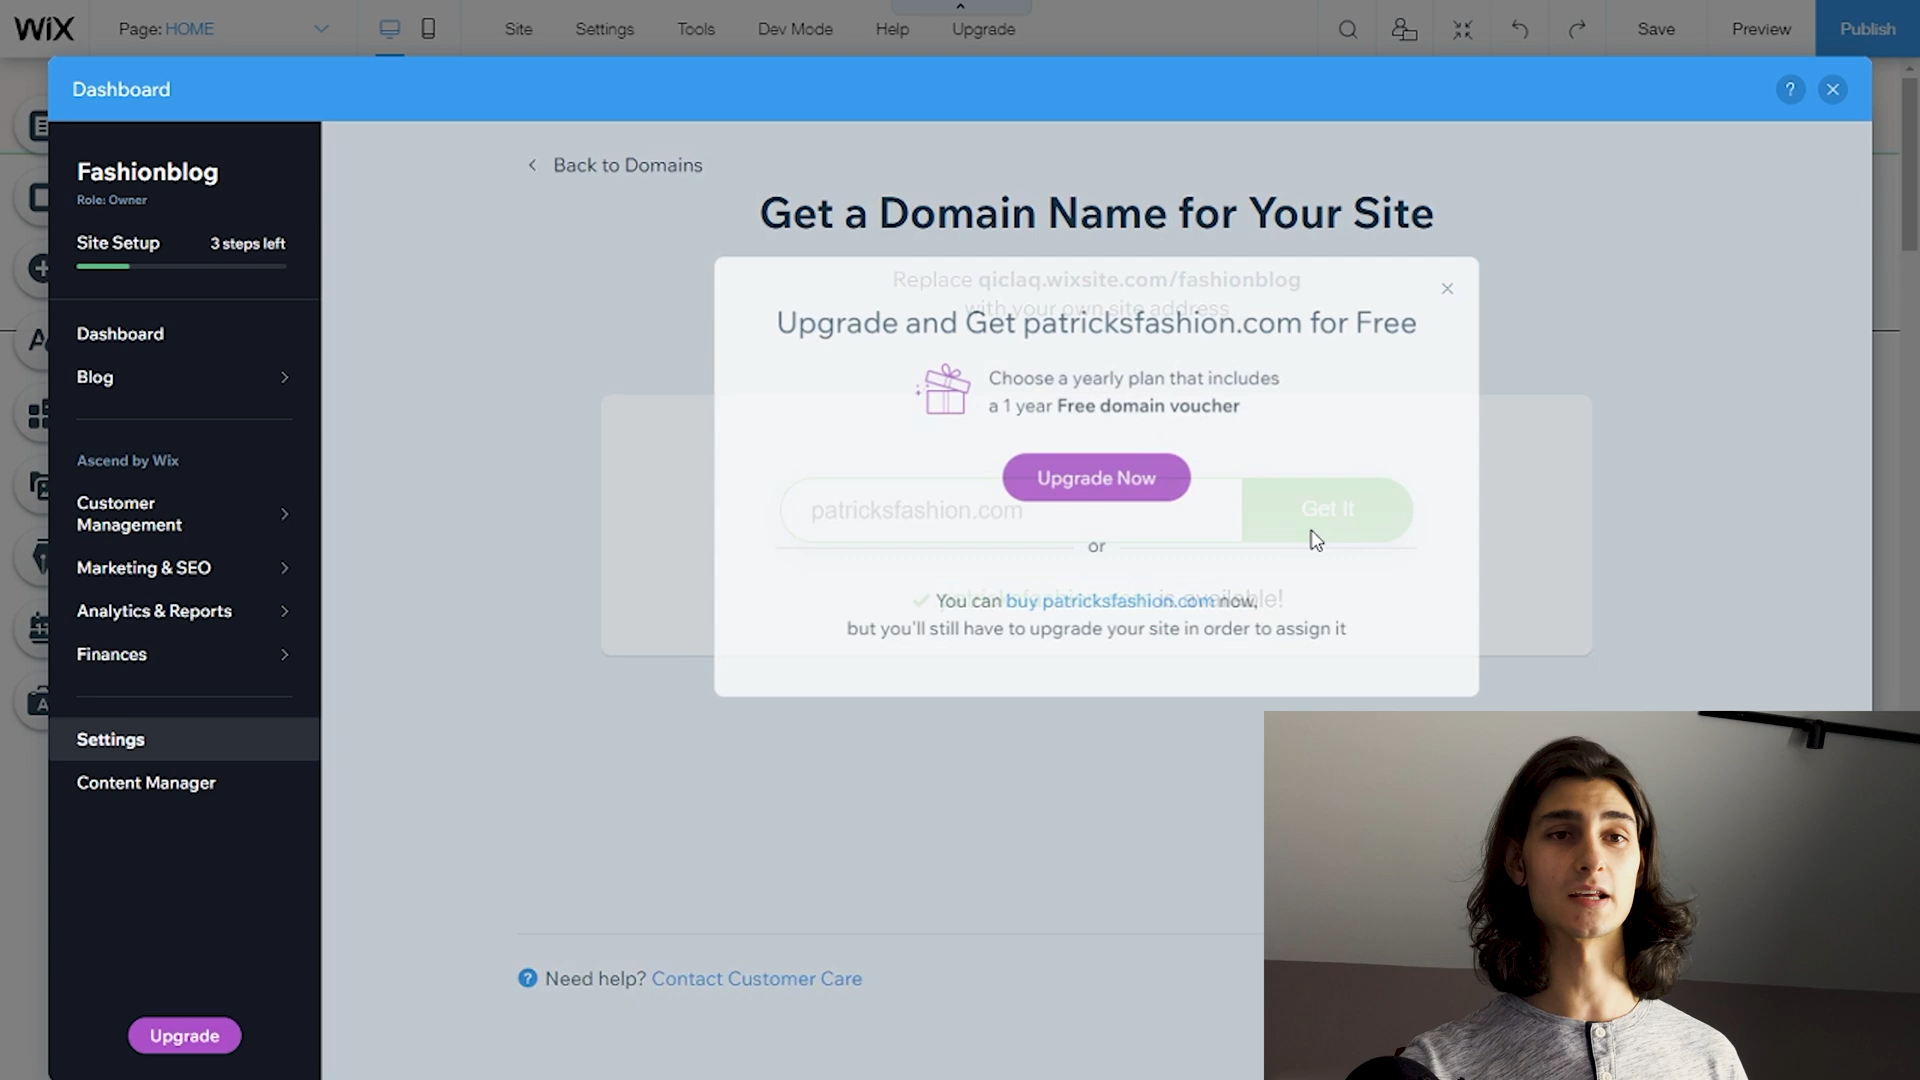 WIX
Page: HOME
Site
Settings
Tools
Dev Mode
Help
Upgrade
Save
Preview
Publish
Dashboard
?
Fashionblog
Role: Owner
Site Setup
3 steps left
Dashboard
Blog
Ascend by Wix
Customer
Management
Marketing & SEO
Analytics & Reports
Finances
Settings
Content Manager
Upgrade
Back to Domains
Get a Domain Name for Your Site
Replace qiclaq.wixsite.com/fashionblog
with your own site address
Upgrade and Get patricksfashion.com for Free
Choose a yearly plan that includes
a 1 year Free domain voucher
Upgrade Now
patricksfashion.com
Get It
or
You can buy patricksfashion.com now,
but you'll still have to upgrade your site in order to assign it
? Need help? Contact Customer Care